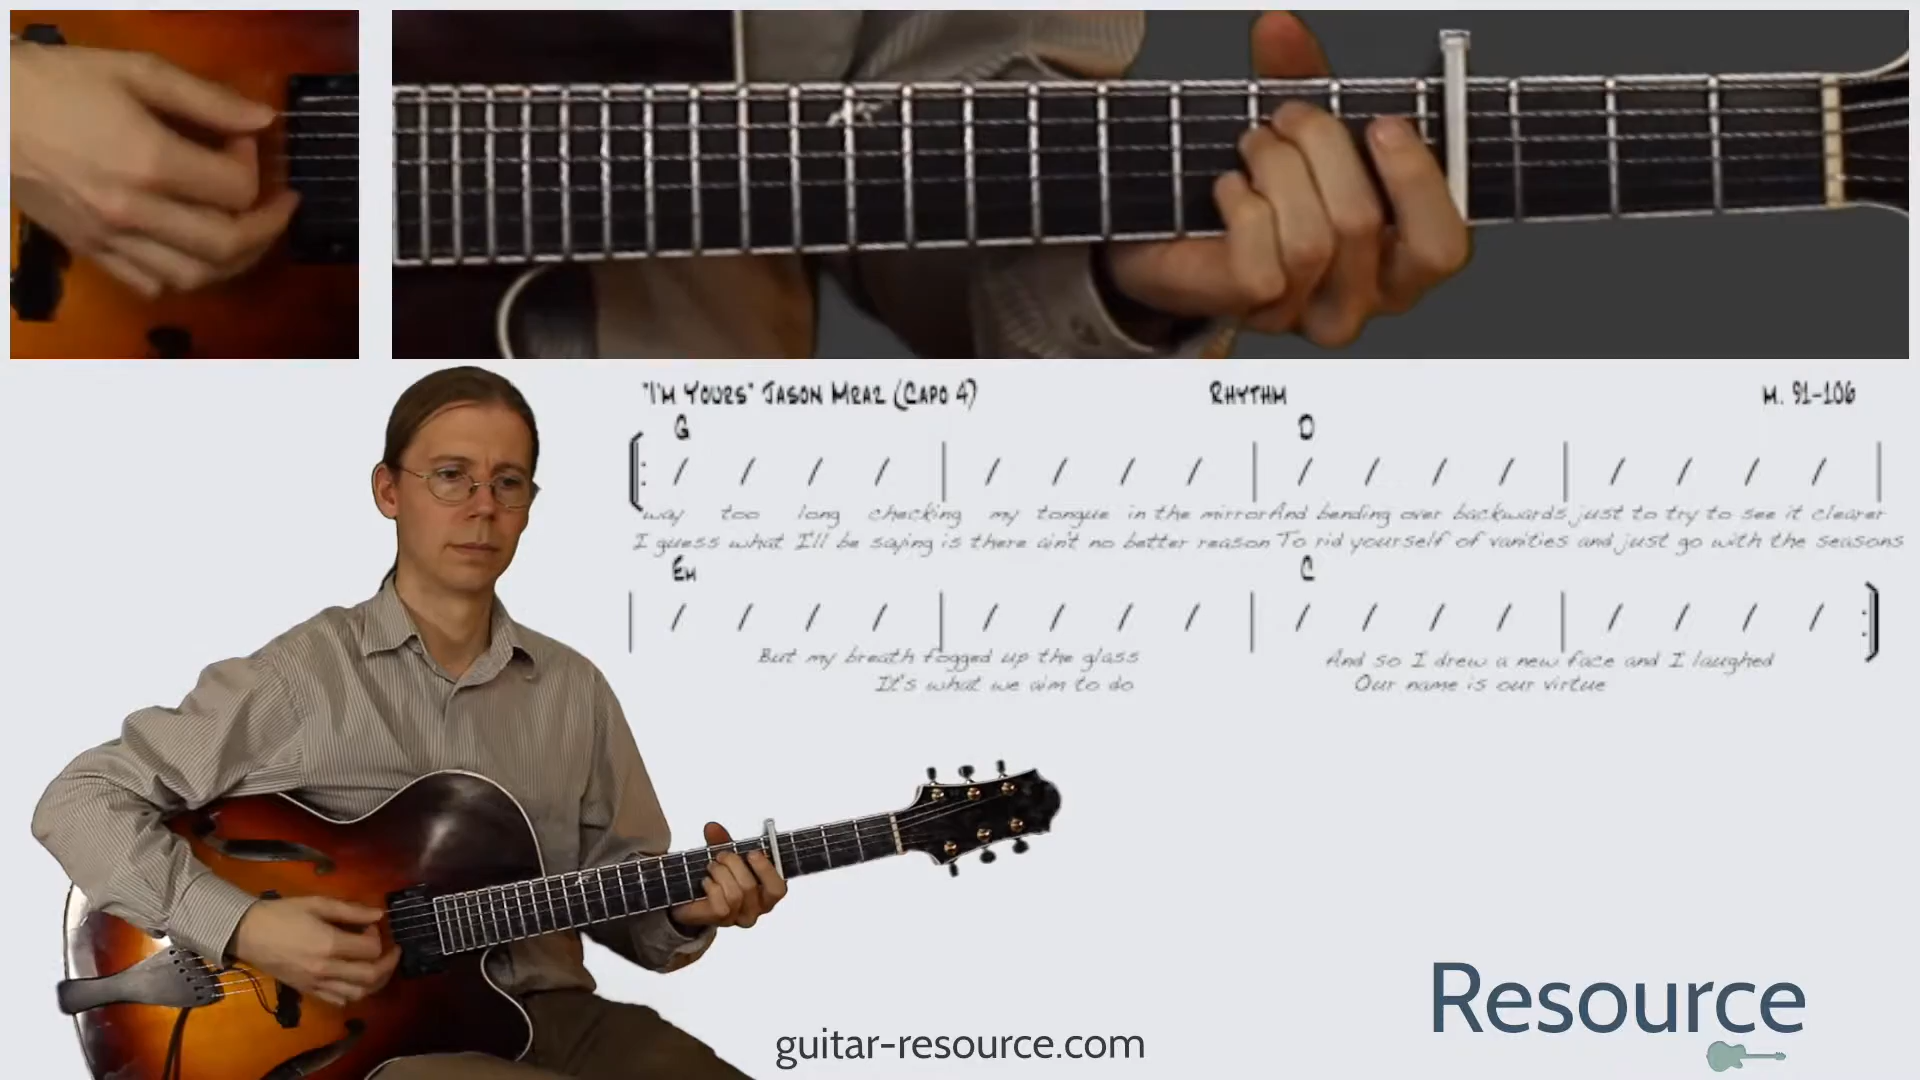 "I'm Yours" Jason Mraz (Capo 4) Rhythm m. 91-106
G D
way too long checking my tongue in the mirror And bending over backwards just to try to see it clearer
I guess what I'll be saying is there ain't no better reason To rid yourself of vanities and just go with the seasons
Em C
But my breath fogged up the glass And so I drew a new face and I laughed
It's what we aim to do Our name is our virtue
Resource
guitar-resource.com